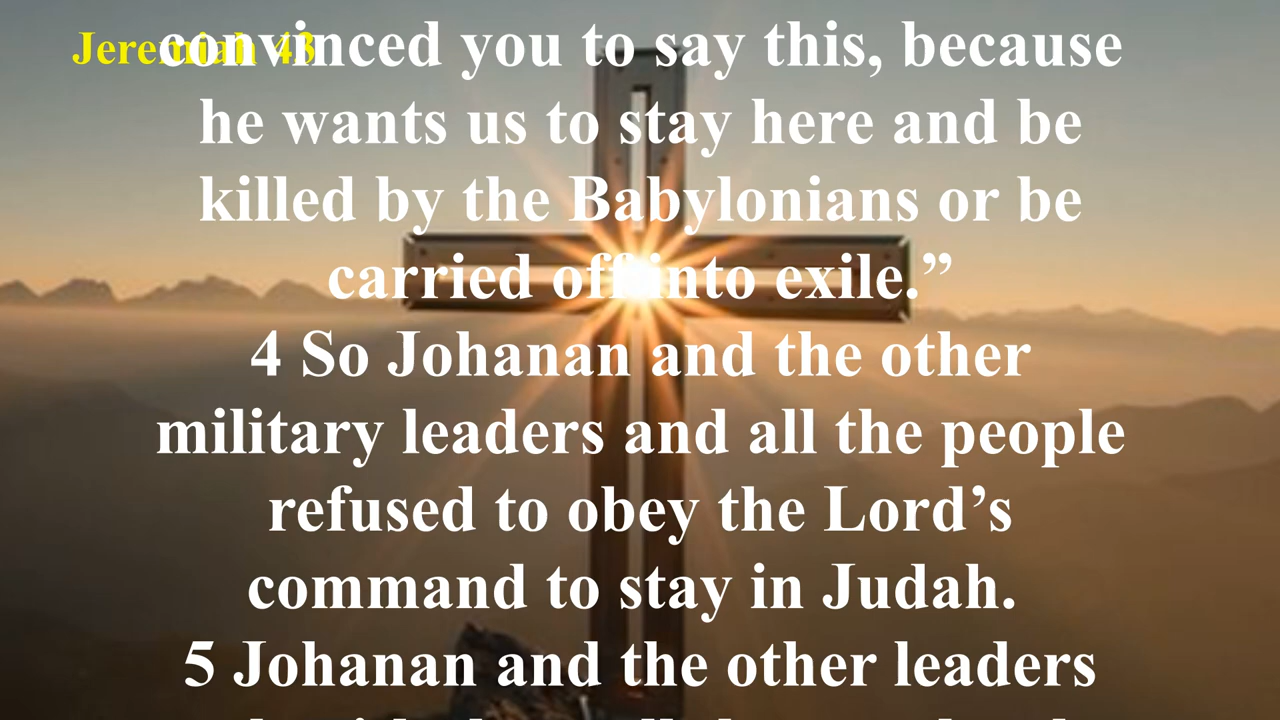 Jeremiah 43
convinced you to say this, because
he wants us to stay here and be
killed by the Babylonians or be
carried off into exile.”
4 So Johanan and the other
military leaders and all the people
refused to obey the Lord’s
command to stay in Judah.
5 Johanan and the other leaders